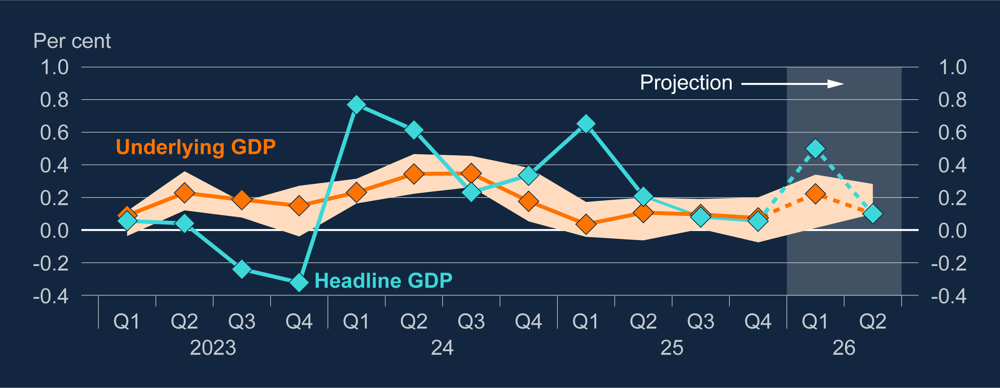 Per cent
1.0 1.0
Projection
0.8 0.8
0.6 0.6
Underlying GDP
0.4 0.4
0.2 0.2
0.0 0.0
-0.2 -0.2
Headline GDP
-0.4 -0.4
Q1 Q2 Q3 Q4 Q1 Q2 Q3 Q4 Q1 Q2 Q3 Q4 Q1 Q2
2023 24 25 26